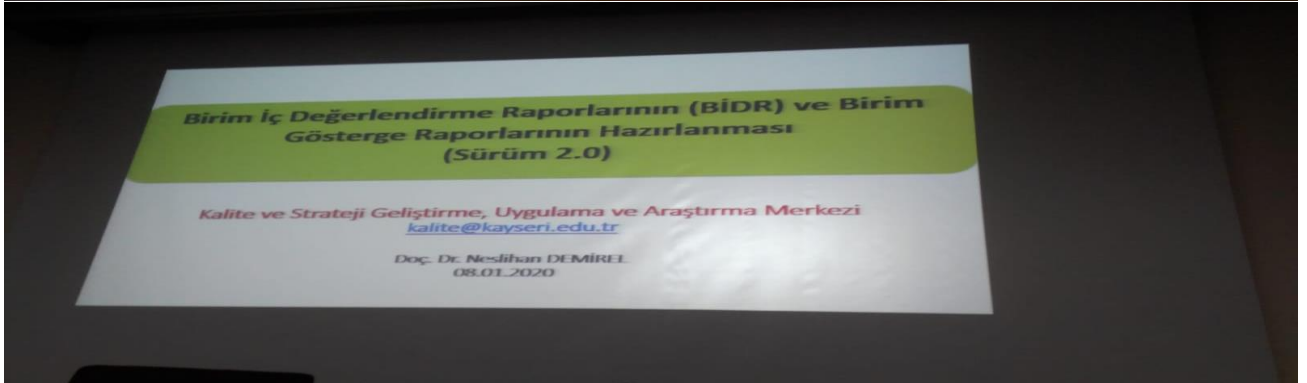 Birim İç Değerlendirme Raporlarının (BİDR) ve Birim
Gösterge Raporlarının Hazırlanması
(Sürüm 2.0)
Kalite ve Strateji Geliştirme, Uygulama ve Araştırma Merkezi
kalite@kayseri.edu.tr
Doç. Dr. Neslihan DEMİREL
08.01.2020